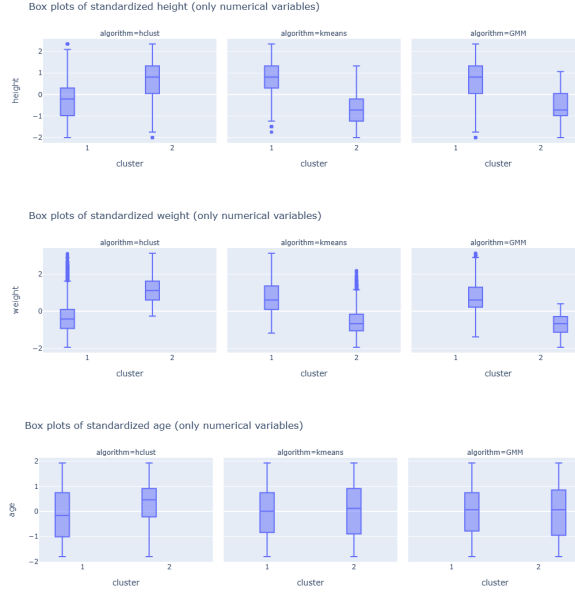 Box plots of standardized height (only numerical variables)
algorithm=hclust algorithm=kmeans algorithm=GMM
2
1
0
−1
−2
height
1 2 1 2 1 2
cluster cluster cluster
Box plots of standardized weight (only numerical variables)
algorithm=hclust algorithm=kmeans algorithm=GMM
2
0
−2
weight
1 2 1 2 1 2
cluster cluster cluster
Box plots of standardized age (only numerical variables)
algorithm=hclust algorithm=kmeans algorithm=GMM
2
1
0
−1
−2
age
1 2 1 2 1 2
cluster cluster cluster